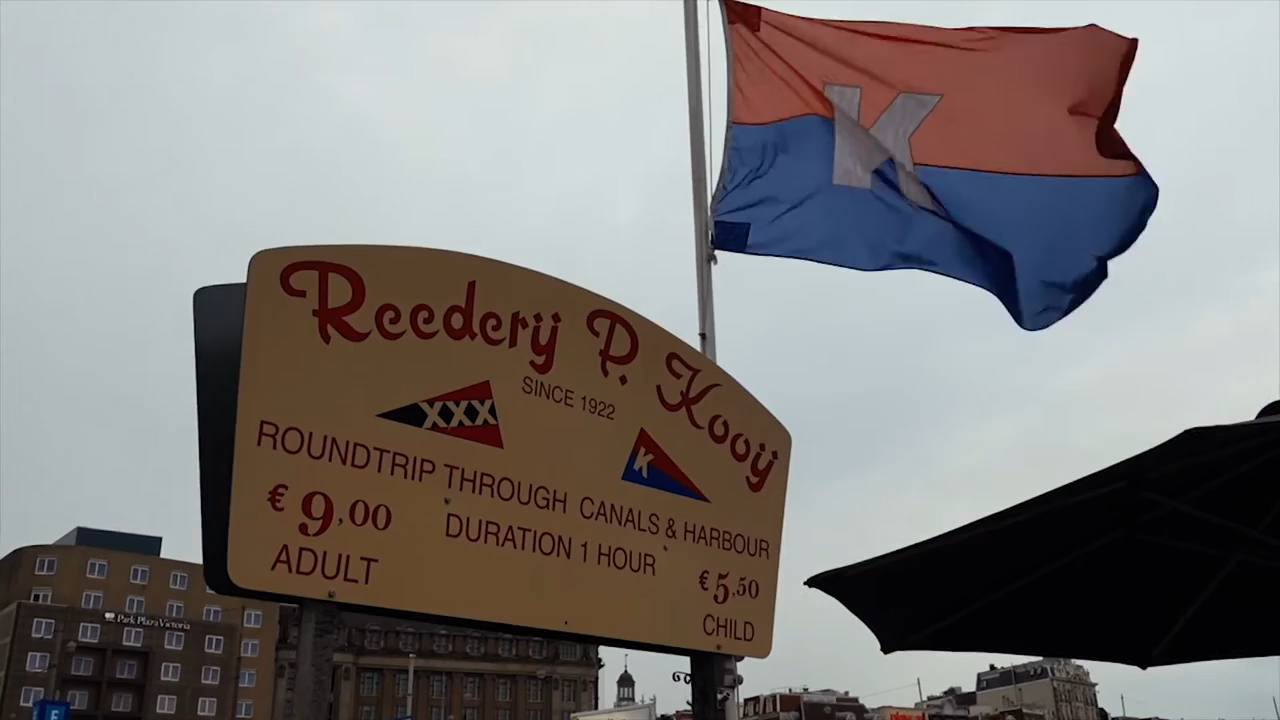 K
Reederij P. Kooij
SINCE 1922
XXX
K
ROUNDTRIP THROUGH CANALS & HARBOUR
€ 9,00
DURATION 1 HOUR
€ 5,50
ADULT
CHILD
Park Plaza Victoria
E